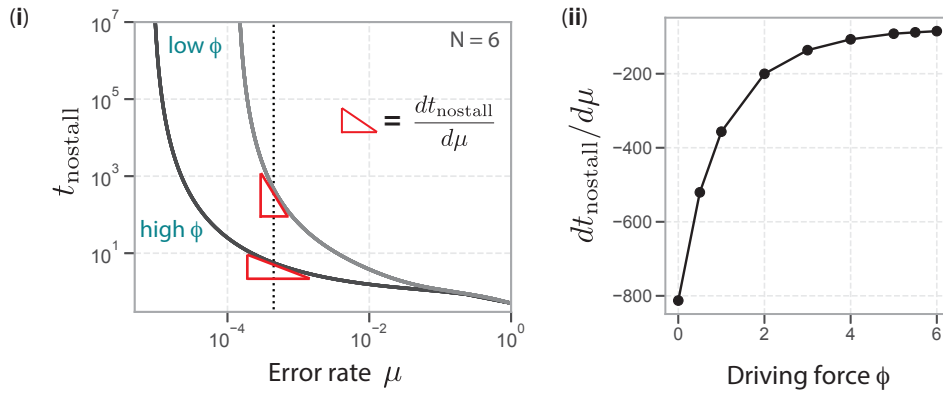 (i)
t_nostall
10^7
10^5
10^3
10^1
low ϕ
high ϕ
N = 6
= dt_nostall / dμ
10^−4
10^−2
10^0
Error rate μ
(ii)
dt_nostall/dμ
−200
−400
−600
−800
0
2
4
6
Driving force ϕ